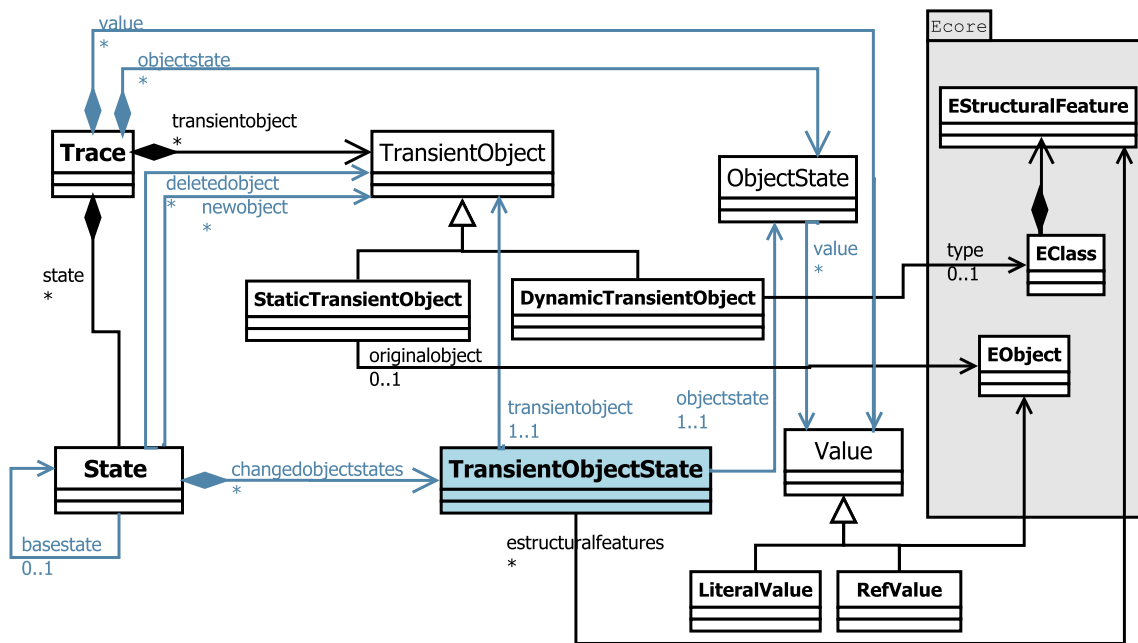 value
*
objectstate
*
Ecore
EStructuralFeature
transientobject
*
Trace
TransientObject
ObjectState
deletedobject
*
newobject
*
value
*
type
0..1
EClass
state
*
StaticTransientObject
DynamicTransientObject
originalobject
0..1
EObject
transientobject
1..1
objectstate
1..1
State
changedobjectstates
*
TransientObjectState
Value
basestate
0..1
estructuralfeatures
*
LiteralValue
RefValue